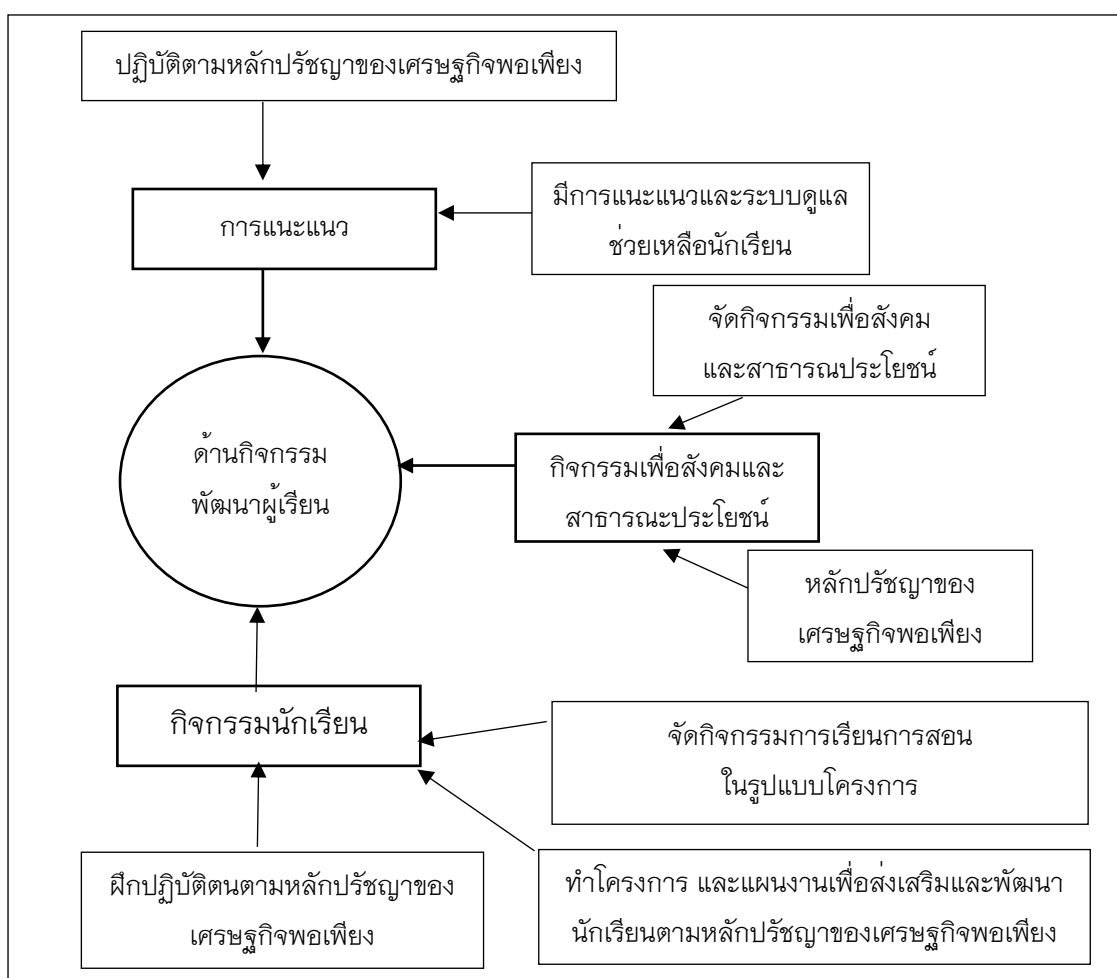 ปฏิบัติตามหลักปรัชญาของเศรษฐกิจพอเพียง
การแนะแนว
มีการแนะแนวและระบบดูแล
ช่วยเหลือนักเรียน
จัดกิจกรรมเพื่อสังคม
และสาธารณประโยชน์
ด้านกิจกรรม
พัฒนาผู้เรียน
กิจกรรมเพื่อสังคมและ
สาธารณะประโยชน์
หลักปรัชญาของ
เศรษฐกิจพอเพียง
กิจกรรมนักเรียน
จัดกิจกรรมการเรียนการสอน
ในรูปแบบโครงการ
ฝึกปฏิบัติตนตามหลักปรัชญาของ
เศรษฐกิจพอเพียง
ทำโครงการ และแผนงานเพื่อส่งเสริมและพัฒนา
นักเรียนตามหลักปรัชญาของเศรษฐกิจพอเพียง